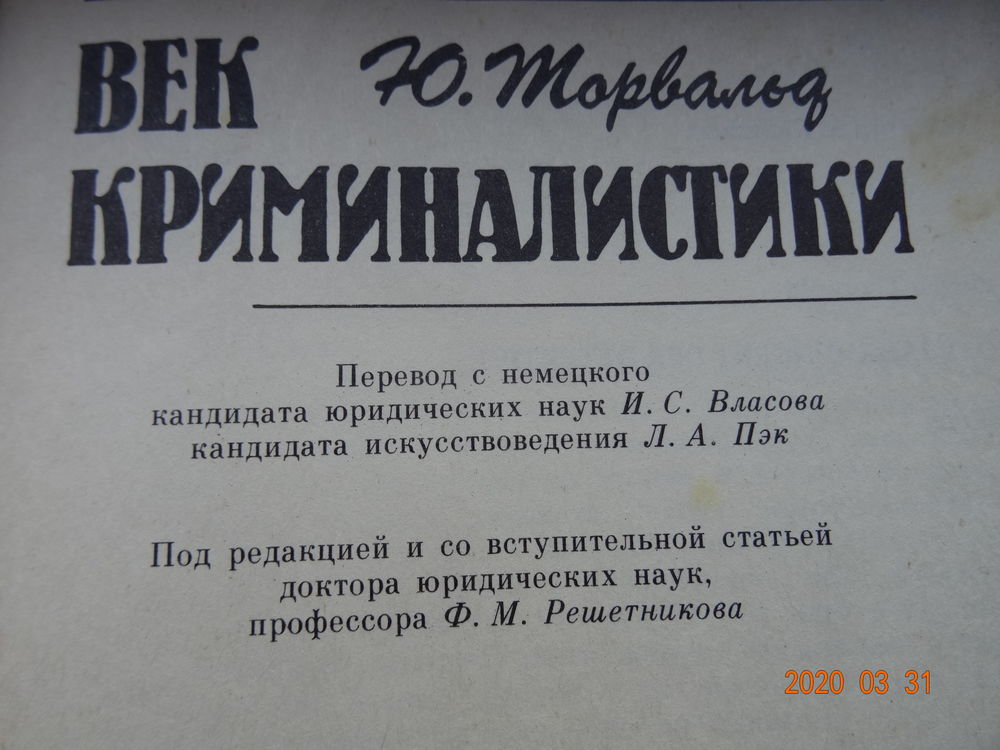 ВЕК Ю. Торвальд
КРИМИНАЛИСТИКИ
Перевод с немецкого
кандидата юридических наук И. С. Власова
кандидата искусствоведения Л. А. Пэк
Под редакцией и со вступительной статьей
доктора юридических наук,
профессора Ф. М. Решетникова
2020 03 31